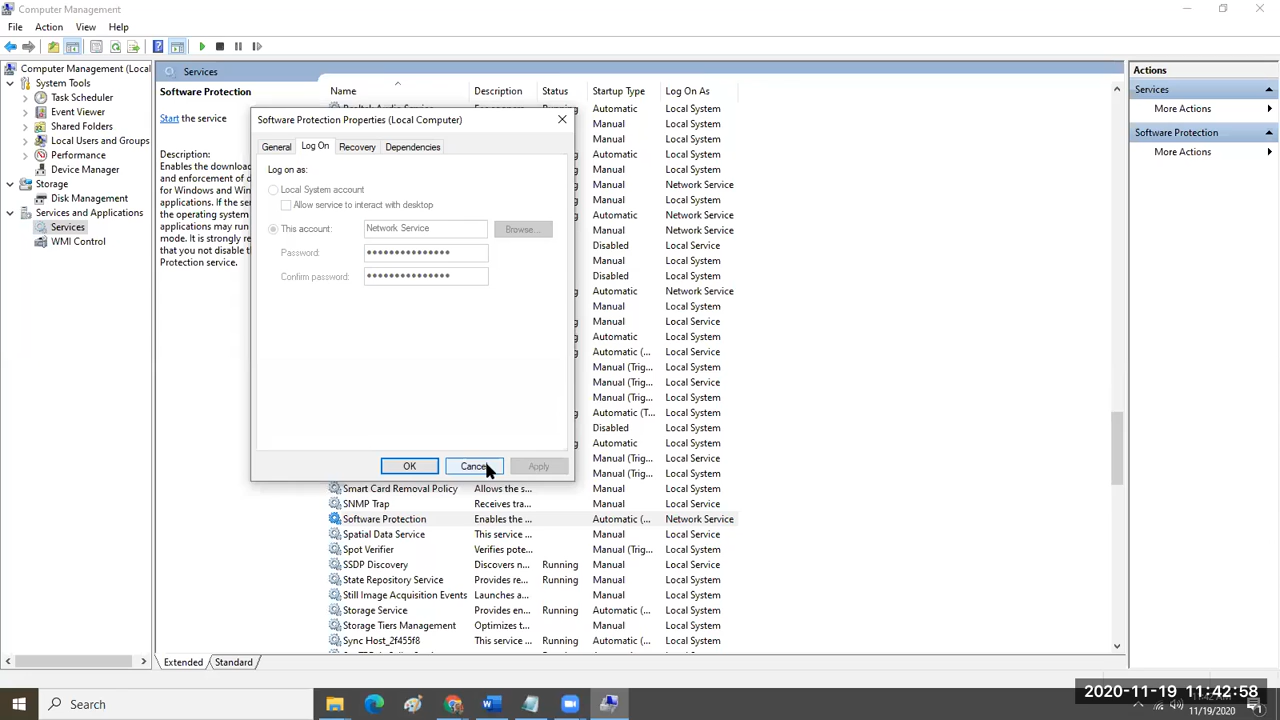 Computer Management
File Action View Help
Computer Management (Local
System Tools
Task Scheduler
Event Viewer
Shared Folders
Local Users and Groups
Performance
Device Manager
Storage
Disk Management
Services and Applications
Services
WMI Control
Services
Software Protection
Start the service
Description:
Enables the download
and enforcement of d
for Windows and Win
applications. If the ser
the operating system
applications may run
mode. It is strongly re
that you not disable th
Protection service.
Name Description Status Startup Type Log On As
Automatic Local System
Manual Local System
Manual Local System
Automatic Local System
Manual Local System
Manual Network Service
Manual Local System
Automatic Network Service
Manual Network Service
Disabled Local Service
Manual Local System
Disabled Local System
Automatic Network Service
Manual Local System
Manual Local Service
Automatic Local System
Automatic (... Local Service
Manual (Trig... Local System
Manual (Trig... Local Service
Manual (Trig... Local System
Automatic (T... Local System
Disabled Local Service
Automatic Local System
Manual (Trig... Local Service
Manual (Trig... Local System
Smart Card Removal Policy Allows the s... Manual Local System
SNMP Trap Receives tra... Manual Local Service
Software Protection Enables the ... Automatic (... Network Service
Spatial Data Service This service ... Manual Local Service
Spot Verifier Verifies pote... Manual (Trig... Local System
SSDP Discovery Discovers n... Running Manual Local Service
State Repository Service Provides re... Running Manual Local System
Still Image Acquisition Events Launches a... Manual Local System
Storage Service Provides en... Running Automatic (... Local System
Storage Tiers Management Optimizes t... Manual Local System
Sync Host_2f455f8 This service ... Running Automatic (... Local System
Extended Standard
Software Protection Properties (Local Computer)
General Log On Recovery Dependencies
Log on as:
Local System account
Allow service to interact with desktop
This account: Network Service Browse...
Password: •••••••••••••••
Confirm password: •••••••••••••••
OK Cancel Apply
Actions
Services
More Actions
Software Protection
More Actions
Search
2020-11-19 11:42:58
11/19/2020